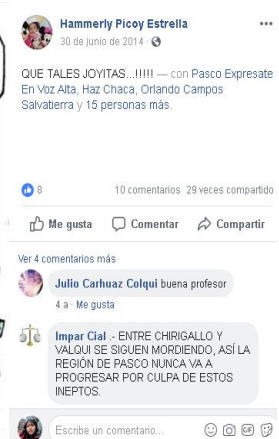 Hammerly Picoy Estrella
30 de junio de 2014 ·
QUE TALES JOYITAS...!!!!! — con Pasco Expresate
En Voz Alta, Haz Chaca, Orlando Campos
Salvatierra y 15 personas más.
8
10 comentarios 29 veces compartido
Me gusta Comentar Compartir
Ver 4 comentarios más
Julio Carhuaz Colqui buena profesor
4 a · Me gusta
Impar Cial .- ENTRE CHIRIGALLO Y
VALQUI SE SIGUEN MORDIENDO, ASÍ LA
REGIÓN DE PASCO NUNCA VA A
PROGRESAR POR CULPA DE ESTOS
INEPTOS.
Escribe un comentario...
GIF